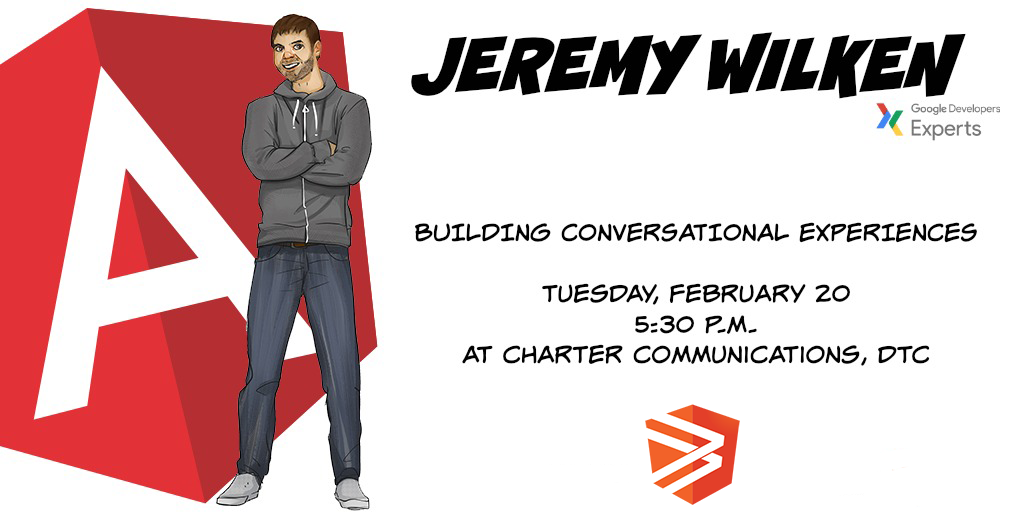 A
JEREMY WILKEN
Google Developers
Experts
BUILDING CONVERSATIONAL EXPERIENCES
TUESDAY, FEBRUARY 20
5:30 P.M.
AT CHARTER COMMUNICATIONS, DTC